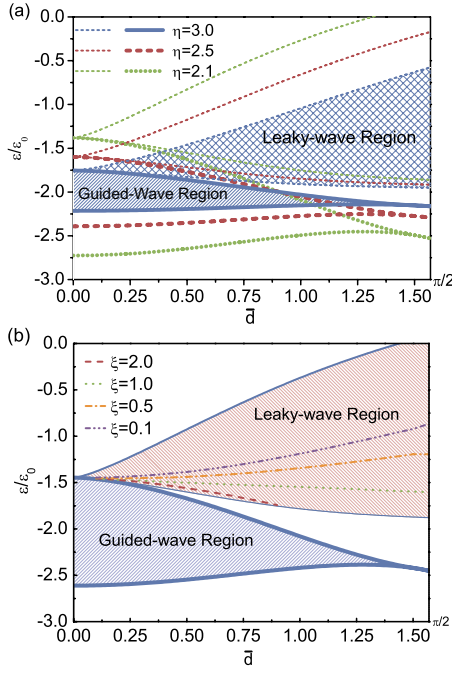 (a)
η=3.0
η=2.5
η=2.1
0.0
-0.5
-1.0
-1.5
-2.0
-2.5
-3.0
ε/ε₀
Leaky-wave Region
Guided-Wave Region
0.00 0.25 0.50 0.75 1.00 1.25 1.50 π/2
d̄
(b)
ξ=2.0
ξ=1.0
ξ=0.5
ξ=0.1
0.0
-0.5
-1.0
-1.5
-2.0
-2.5
-3.0
ε/ε₀
Leaky-wave Region
Guided-wave Region
0.00 0.25 0.50 0.75 1.00 1.25 1.50 π/2
d̄